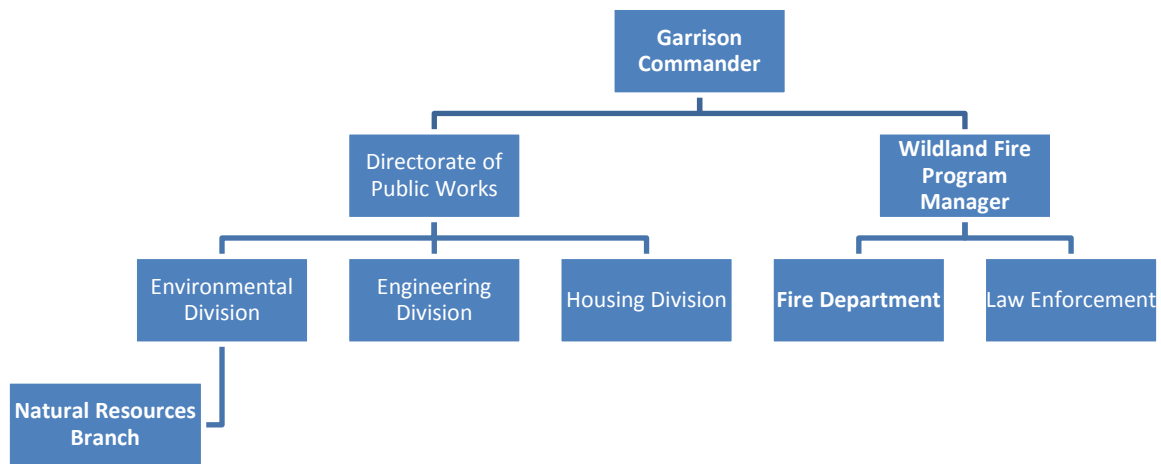 Garrison
Commander
Directorate of
Public Works
Wildland Fire
Program
Manager
Environmental
Division
Engineering
Division
Housing Division
Fire Department
Law Enforcement
Natural Resources
Branch